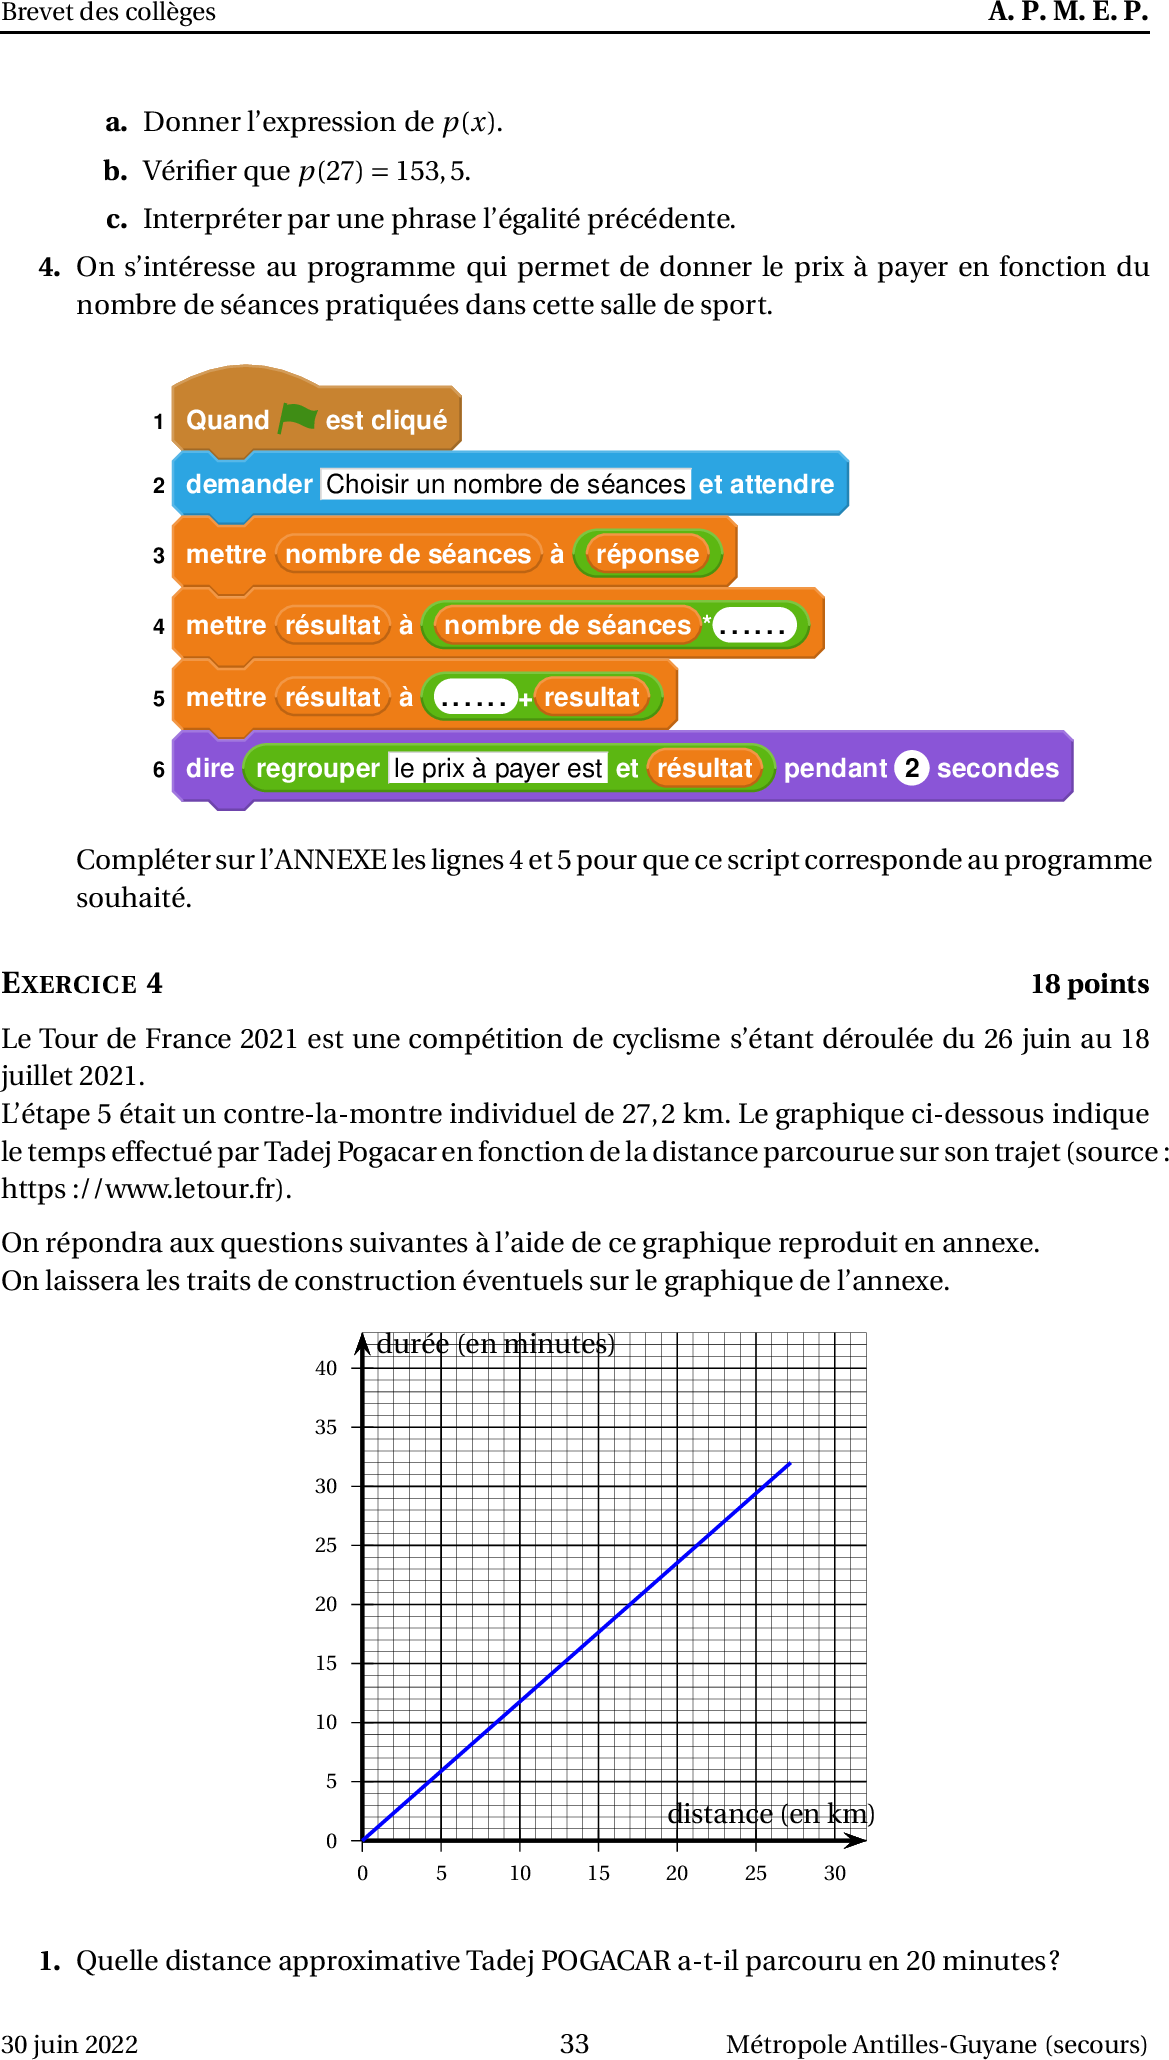 Brevet des collèges A. P. M. E. P.
a. Donner l’expression de p(x).
b. Vérifier que p(27) = 153,5.
c. Interpréter par une phrase l’égalité précédente.
4. On s’intéresse au programme qui permet de donner le prix à payer en fonction du
nombre de séances pratiquées dans cette salle de sport.
1 Quand est cliqué
2 demander Choisir un nombre de séances et attendre
3 mettre nombre de séances à réponse
4 mettre résultat à nombre de séances * ......
5 mettre résultat à ...... + resultat
6 dire regrouper le prix à payer est et résultat pendant 2 secondes
Compléter sur l’ANNEXE les lignes 4 et 5 pour que ce script corresponde au programme
souhaité.
EXERCICE 4 18 points
Le Tour de France 2021 est une compétition de cyclisme s’étant déroulée du 26 juin au 18
juillet 2021.
L’étape 5 était un contre-la-montre individuel de 27,2 km. Le graphique ci-dessous indique
le temps effectué par Tadej Pogacar en fonction de la distance parcourue sur son trajet (source :
https ://www.letour.fr).
On répondra aux questions suivantes à l’aide de ce graphique reproduit en annexe.
On laissera les traits de construction éventuels sur le graphique de l’annexe.
durée (en minutes)
40
35
30
25
20
15
10
5
0
distance (en km)
0 5 10 15 20 25 30
1. Quelle distance approximative Tadej POGACAR a-t-il parcouru en 20 minutes ?
30 juin 2022 33 Métropole Antilles-Guyane (secours)